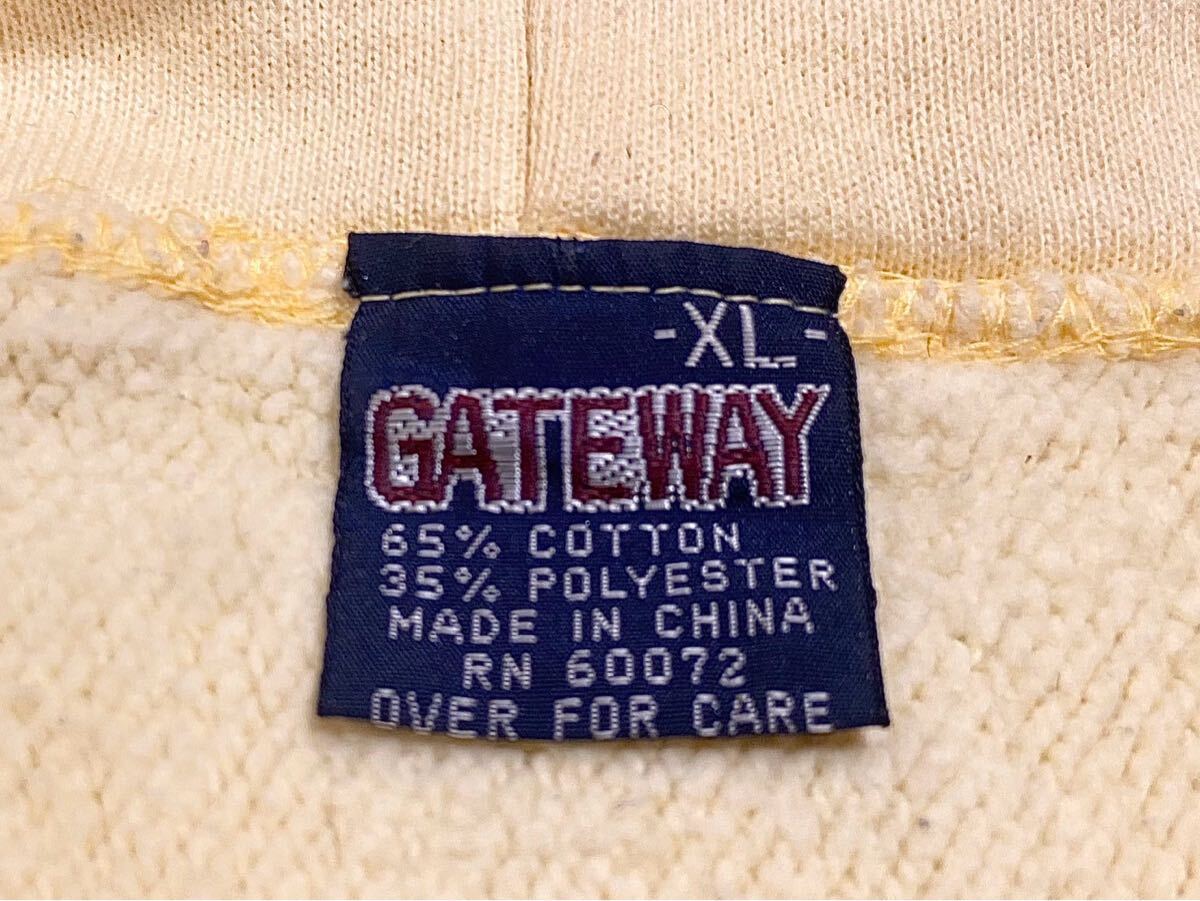 -XL-
GATEWAY
65% COTTON
35% POLYESTER
MADE IN CHINA
RN 60072
OVER FOR CARE